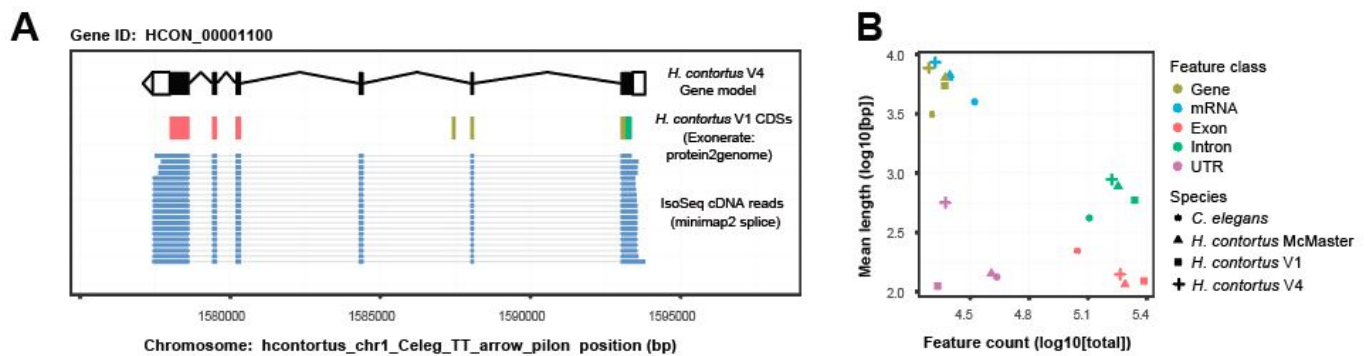 A
Gene ID: HCON_00001100
H. contortus V4
Gene model
H. contortus V1 CDSs
(Exonerate:
protein2genome)
IsoSeq cDNA reads
(minimap2 splice)
1580000
1585000
1590000
1595000
Chromosome: hcontortus_chr1_Celeg_TT_arrow_pilon position (bp)
B
4.0
3.5
3.0
2.5
2.0
Mean length (log10[bp])
4.5
4.8
5.1
5.4
Feature count (log10[total])
Feature class
Gene
mRNA
Exon
Intron
UTR
Species
C. elegans
H. contortus McMaster
H. contortus V1
H. contortus V4